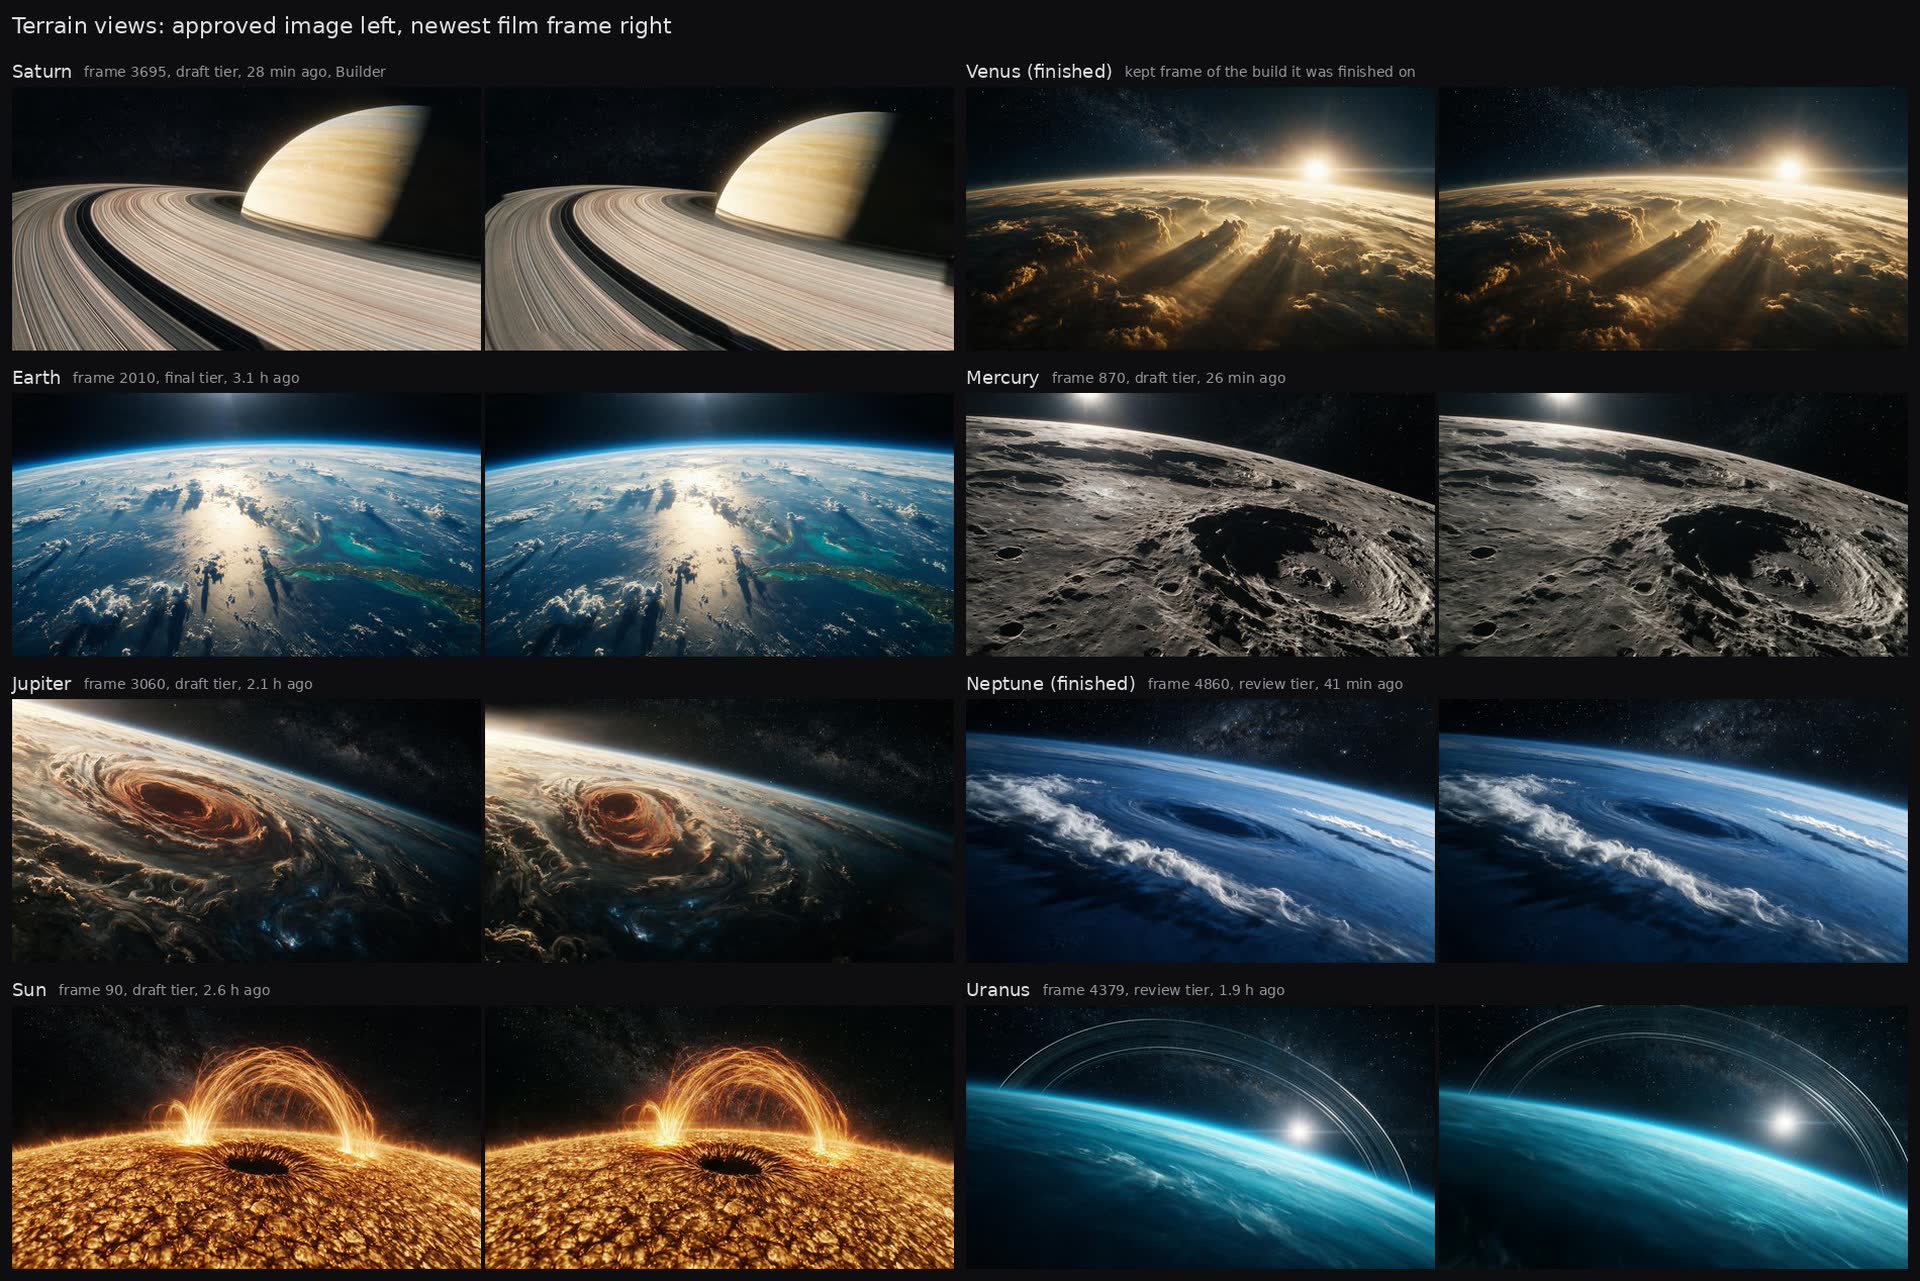 Terrain views: approved image left, newest film frame right
Saturn frame 3695, draft tier, 28 min ago, Builder
Venus (finished) kept frame of the build it was finished on
Earth frame 2010, final tier, 3.1 h ago
Mercury frame 870, draft tier, 26 min ago
Jupiter frame 3060, draft tier, 2.1 h ago
Neptune (finished) frame 4860, review tier, 41 min ago
Sun frame 90, draft tier, 2.6 h ago
Uranus frame 4379, review tier, 1.9 h ago